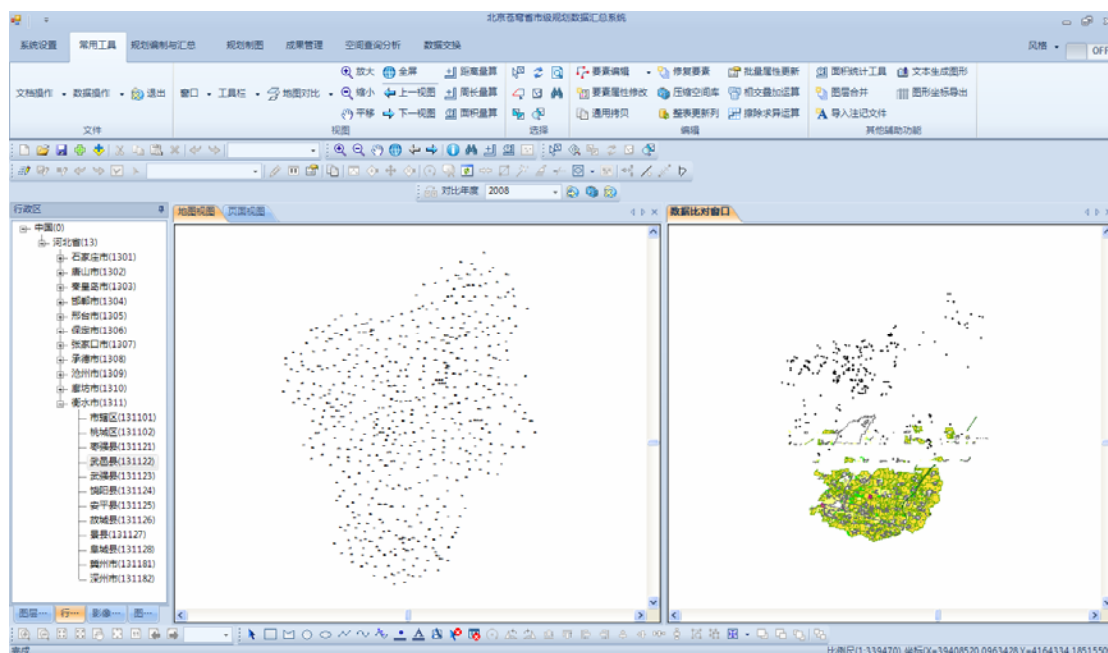 北京苍穹省市级规划数据汇总系统
系统设置 常用工具 规划编制与汇总 规划制图 成果管理 空间查询分析 数据交换 风格 OFF
放大 全屏 距离量算 要素编辑 修复要素 批量属性更新 面积统计工具 文本生成图形
文档操作 数据操作 退出 窗口 工具栏 地图对比 缩小 上一视图 周长量算 要素属性修改 压缩空间库 相交叠加运算 图层合并 图形坐标导出
平移 下一视图 面积量算 通用拷贝 整表更新列 擦除求异运算 导入注记文件
文件 视图 选择 编辑 其他辅助功能
对比年度 2008
行政区 地图视图 页面视图 数据比对窗口
中国(0)
河北省(13)
石家庄市(1301)
唐山市(1302)
秦皇岛市(1303)
邯郸市(1304)
邢台市(1305)
保定市(1306)
张家口市(1307)
承德市(1308)
沧州市(1309)
廊坊市(1310)
衡水市(1311)
市辖区(131101)
桃城区(131102)
枣强县(131121)
武邑县(131122)
武强县(131123)
饶阳县(131124)
安平县(131125)
故城县(131126)
景县(131127)
阜城县(131128)
冀州市(131181)
深州市(131182)
图层… 行… 影像… 图…
完成 比例尺(1:339470) 坐标(X=39408520.0963428,Y=4164334.1851550